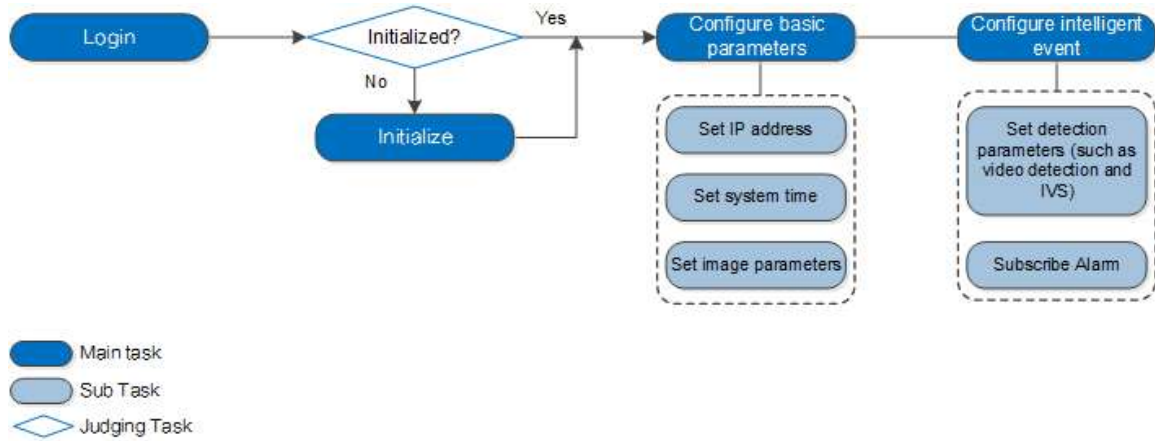 Login
Initialized?
Yes
No
Initialize
Configure basic
parameters
Set IP address
Set system time
Set image parameters
Configure intelligent
event
Set detection
parameters (such as
video detection and
IVS)
Subscribe Alarm
Main task
Sub Task
Judging Task